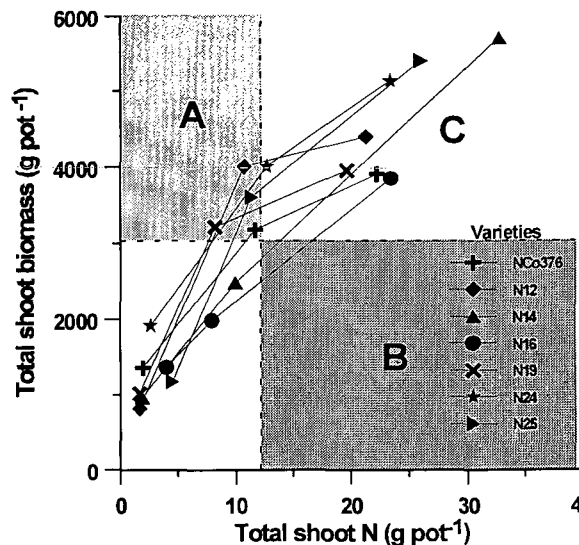 6000
4000
2000
0
Total shoot biomass (g pot⁻¹)
A
C
B
Varieties
NCo376
N12
N14
N16
N19
N24
N25
0 10 20 30 4
Total shoot N (g pot⁻¹)